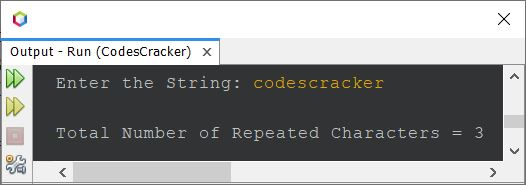 Output - Run (CodesCracker)
Enter the String: codescracker
Total Number of Repeated Characters = 3